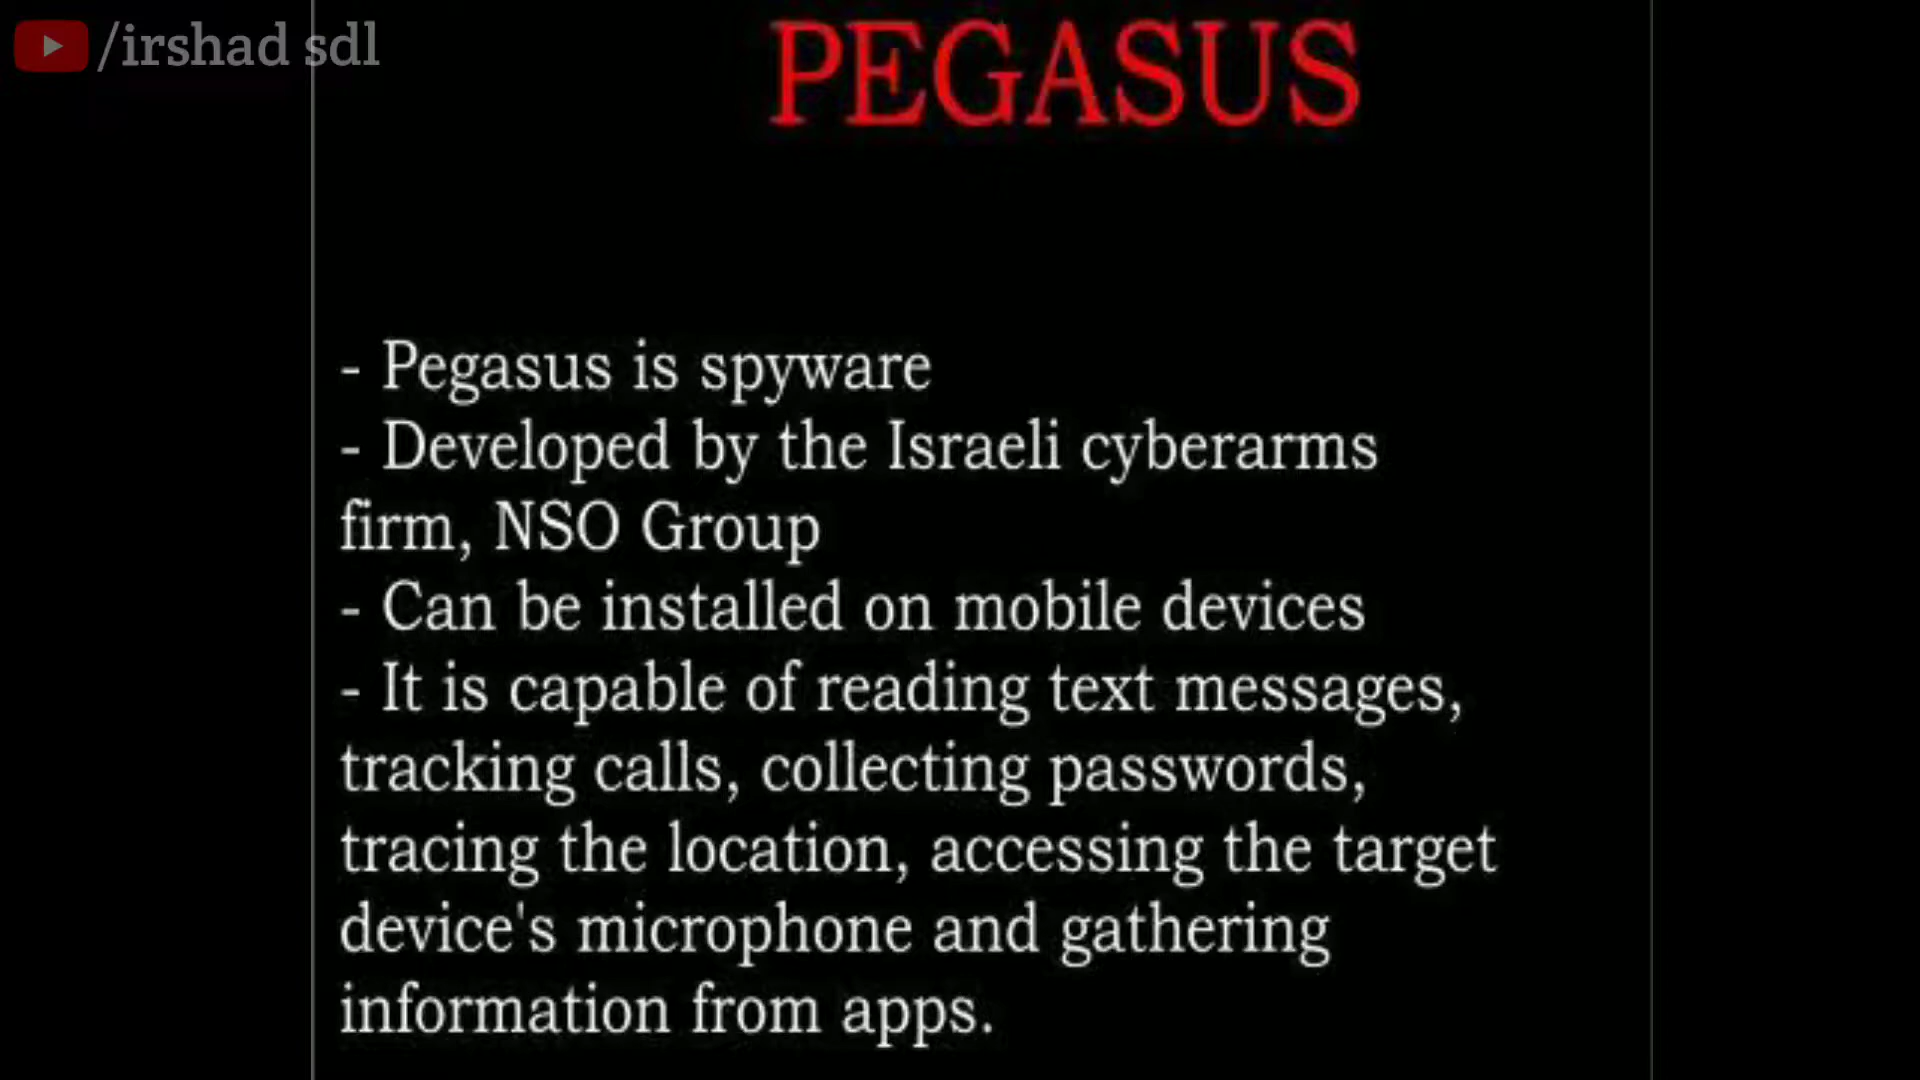 /irshad sdl
PEGASUS
- Pegasus is spyware
- Developed by the Israeli cyberarms
firm, NSO Group
- Can be installed on mobile devices
- It is capable of reading text messages,
tracking calls, collecting passwords,
tracing the location, accessing the target
device's microphone and gathering
information from apps.